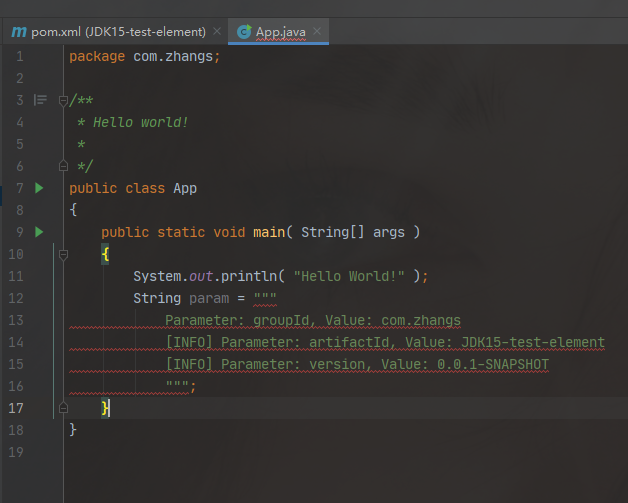 m pom.xml (JDK15-test-element) × C App.java ×
1 package com.zhangs;
2
3 /**
4 * Hello world!
5 *
6 */
7 public class App
8 {
9 public static void main( String[] args )
10 {
11 System.out.println( "Hello World!" );
12 String param = """
13 Parameter: groupId, Value: com.zhangs
14 [INFO] Parameter: artifactId, Value: JDK15-test-element
15 [INFO] Parameter: version, Value: 0.0.1-SNAPSHOT
16 """;
17 }
18 }
19